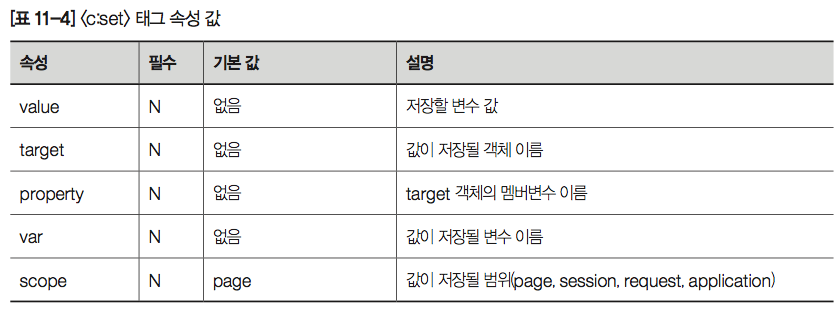 [표 11-4] <c:set> 태그 속성 값
속성 필수 기본 값 설명
value N 없음 저장할 변수 값
target N 없음 값이 저장될 객체 이름
property N 없음 target 객체의 멤버변수 이름
var N 없음 값이 저장될 변수 이름
scope N page 값이 저장될 범위(page, session, request, application)